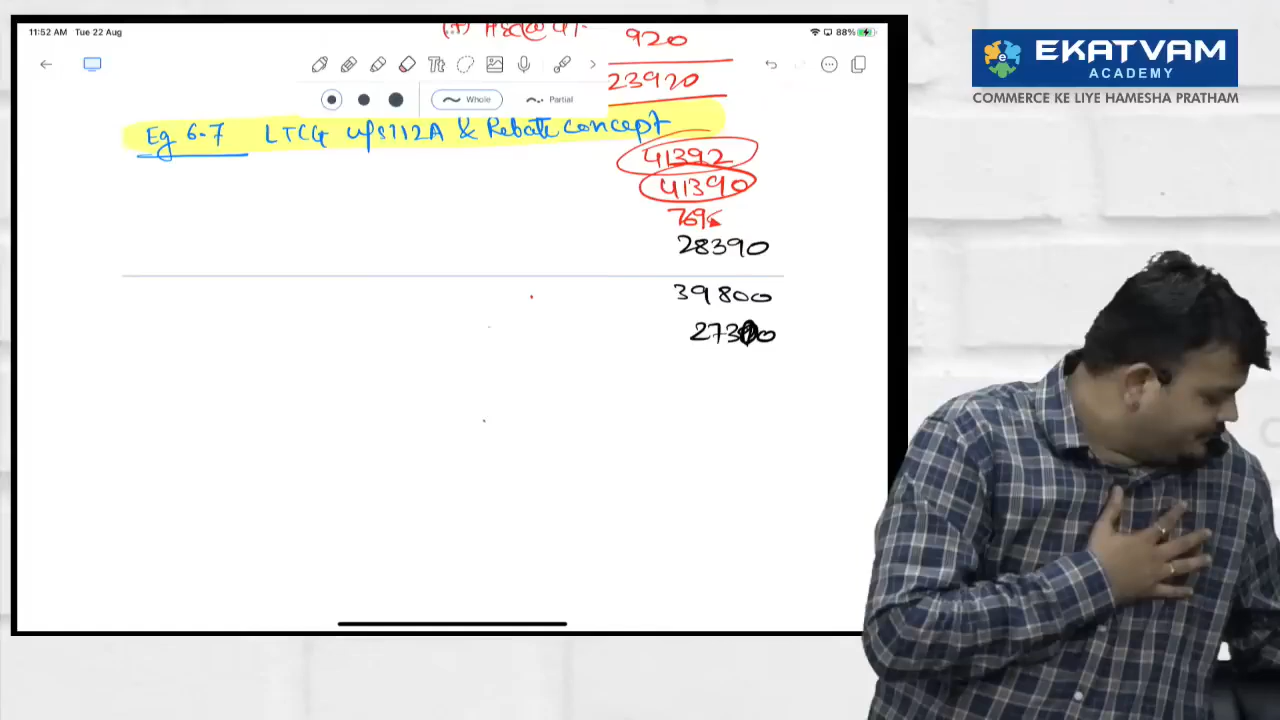 11:52 AM Tue 22 Aug
88%
920
23920
Whole
Partial
Eg 6.7 LTCG u/s112A & Rebate concept
41392
41390
28390
39800
EKATVAM
ACADEMY
COMMERCE KE LIYE HAMESHA PRATHAM